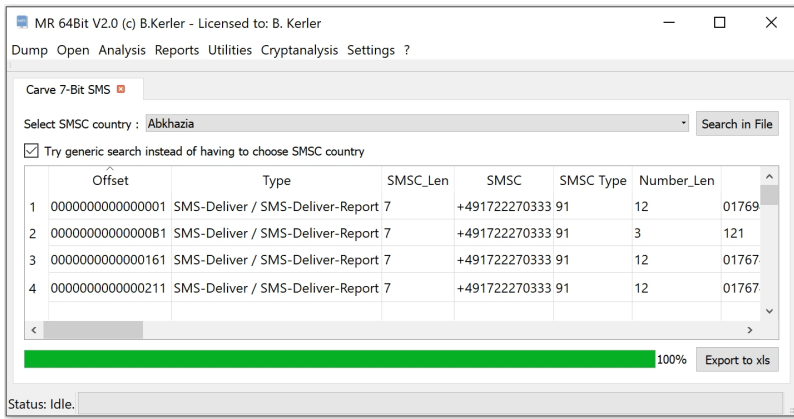 MR 64Bit V2.0 (c) B.Kerler - Licensed to: B. Kerler
Dump Open Analysis Reports Utilities Cryptanalysis Settings ?
Carve 7-Bit SMS
Select SMSC country : Abkhazia Search in File
Try generic search instead of having to choose SMSC country
Offset Type SMSC_Len SMSC SMSC Type Number_Len
1 0000000000000001 SMS-Deliver / SMS-Deliver-Report 7 +491722270333 91 12 01769
2 00000000000000B1 SMS-Deliver / SMS-Deliver-Report 7 +491722270333 91 3 121
3 0000000000000161 SMS-Deliver / SMS-Deliver-Report 7 +491722270333 91 12 01767
4 0000000000000211 SMS-Deliver / SMS-Deliver-Report 7 +491722270333 91 12 01767
100% Export to xls
Status: Idle.